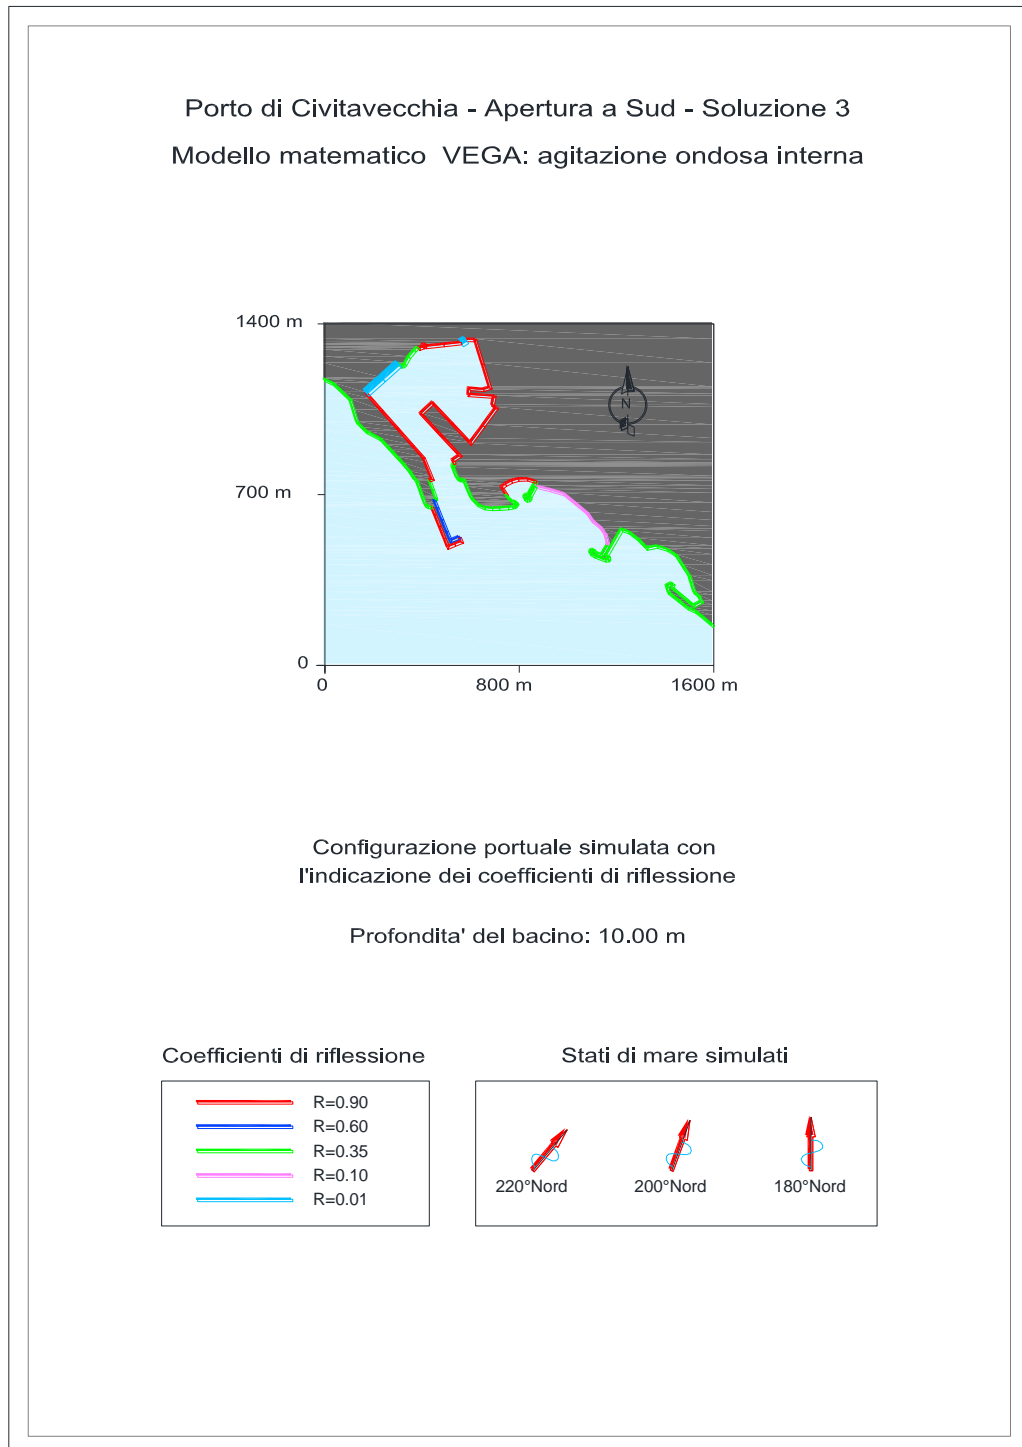 Porto di Civitavecchia - Apertura a Sud - Soluzione 3
Modello matematico VEGA: agitazione ondosa interna
1400 m
N
700 m
0
0
800 m
1600 m
Configurazione portuale simulata con
l'indicazione dei coefficienti di riflessione
Profondita' del bacino: 10.00 m
Coefficienti di riflessione
R=0.90
R=0.60
R=0.35
R=0.10
R=0.01
Stati di mare simulati
220°Nord
200°Nord
180°Nord